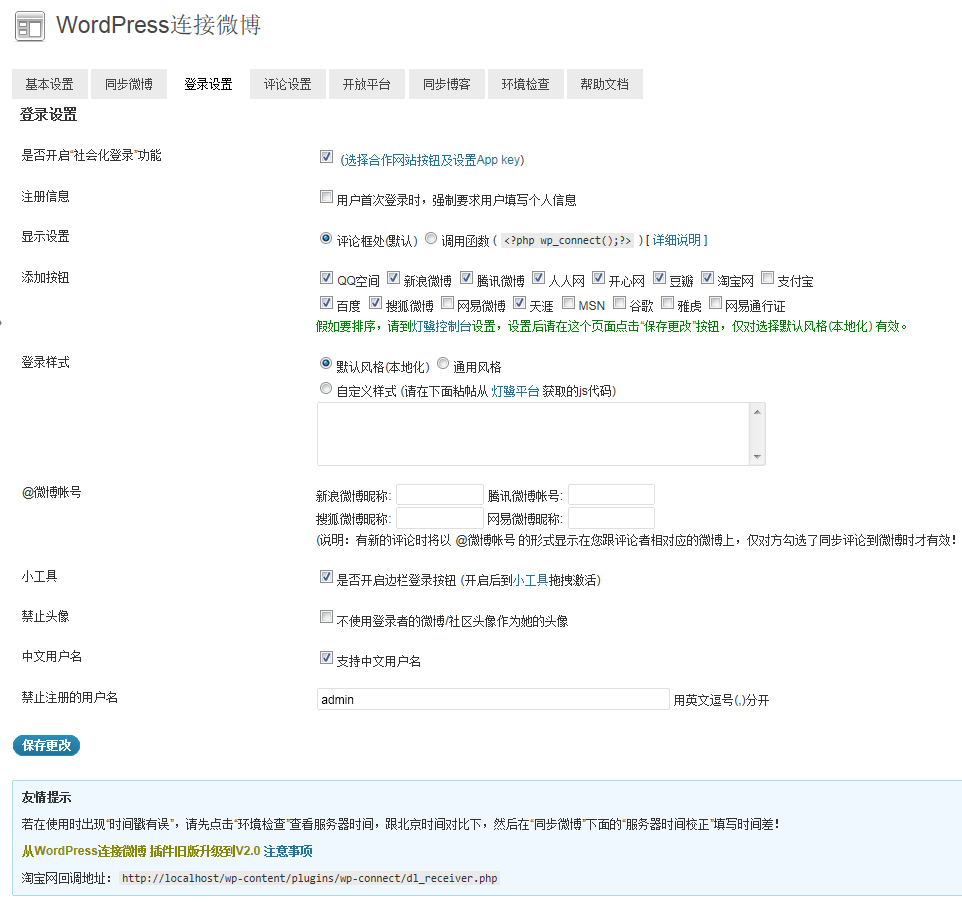 WordPress连接微博
基本设置 同步微博 登录设置 评论设置 开放平台 同步博客 环境检查 帮助文档
登录设置
是否开启“社会化登录”功能 (选择合作网站按钮及设置App key)
注册信息 用户首次登录时，强制要求用户填写个人信息
显示设置 评论框处(默认) 调用函数 ( <?php wp_connect();?> ) [ 详细说明 ]
添加按钮 QQ空间 新浪微博 腾讯微博 人人网 开心网 豆瓣 淘宝网 支付宝
百度 搜狐微博 网易微博 天涯 MSN 谷歌 雅虎 网易通行证
假如要排序，请到灯鹭控制台设置，设置后请在这个页面点击“保存更改”按钮，仅对选择默认风格(本地化) 有效。
登录样式 默认风格(本地化) 通用风格
自定义样式 (请在下面粘帖从 灯鹭平台 获取的js代码)
@微博帐号 新浪微博昵称: 腾讯微博帐号:
搜狐微博昵称: 网易微博昵称:
(说明：有新的评论时将以 @微博帐号 的形式显示在您跟评论者相对应的微博上，仅对方勾选了同步评论到微博时才有效！
小工具 是否开启边栏登录按钮 (开启后到小工具拖拽激活)
禁止头像 不使用登录者的微博/社区头像作为她的头像
中文用户名 支持中文用户名
禁止注册的用户名 admin 用英文逗号(,)分开
保存更改
友情提示
若在使用时出现“时间戳有误”，请先点击“环境检查”查看服务器时间，跟北京时间对比下，然后在“同步微博”下面的“服务器时间校正”填写时间差！
从WordPress连接微博 插件旧版升级到V2.0 注意事项
淘宝网回调地址： http://localhost/wp-content/plugins/wp-connect/dl_receiver.php